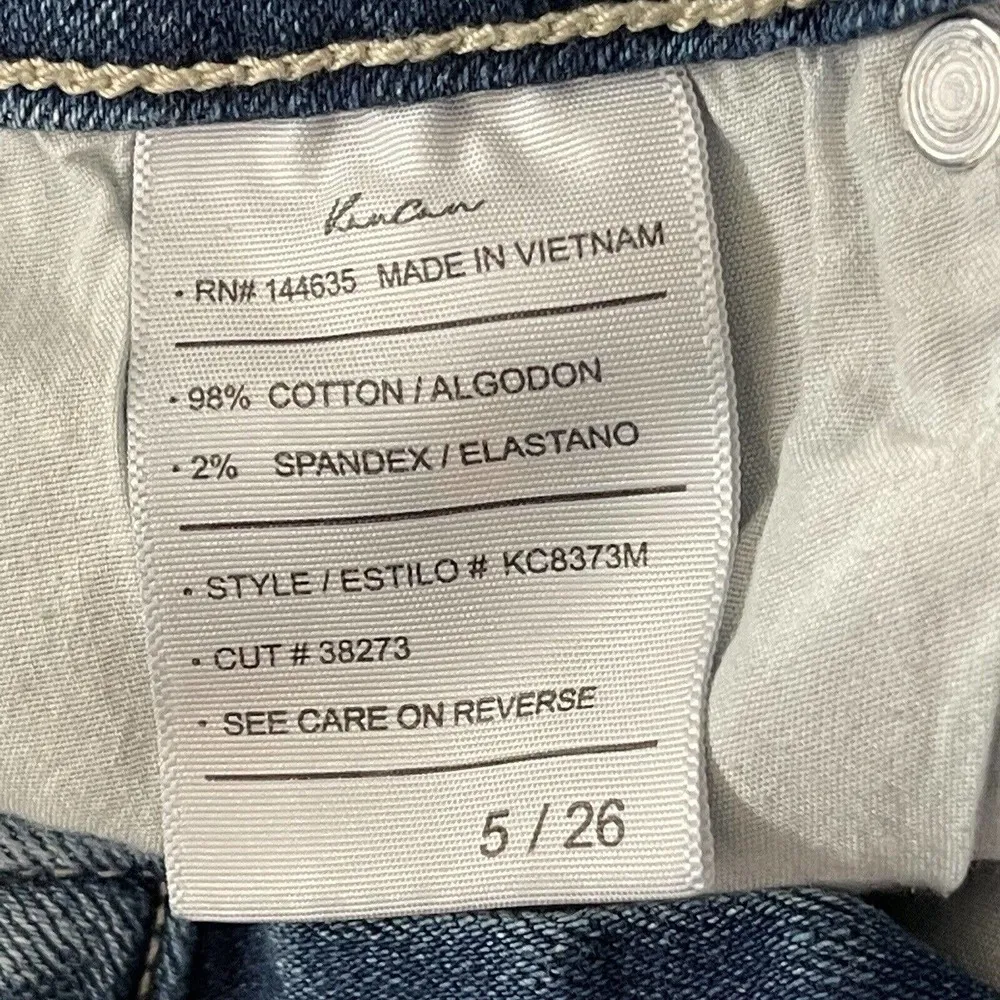 KanCan
· RN# 144635 MADE IN VIETNAM
· 98% COTTON / ALGODON
· 2% SPANDEX / ELASTANO
· STYLE / ESTILO # KC8373M
· CUT # 38273
· SEE CARE ON REVERSE
5 / 26